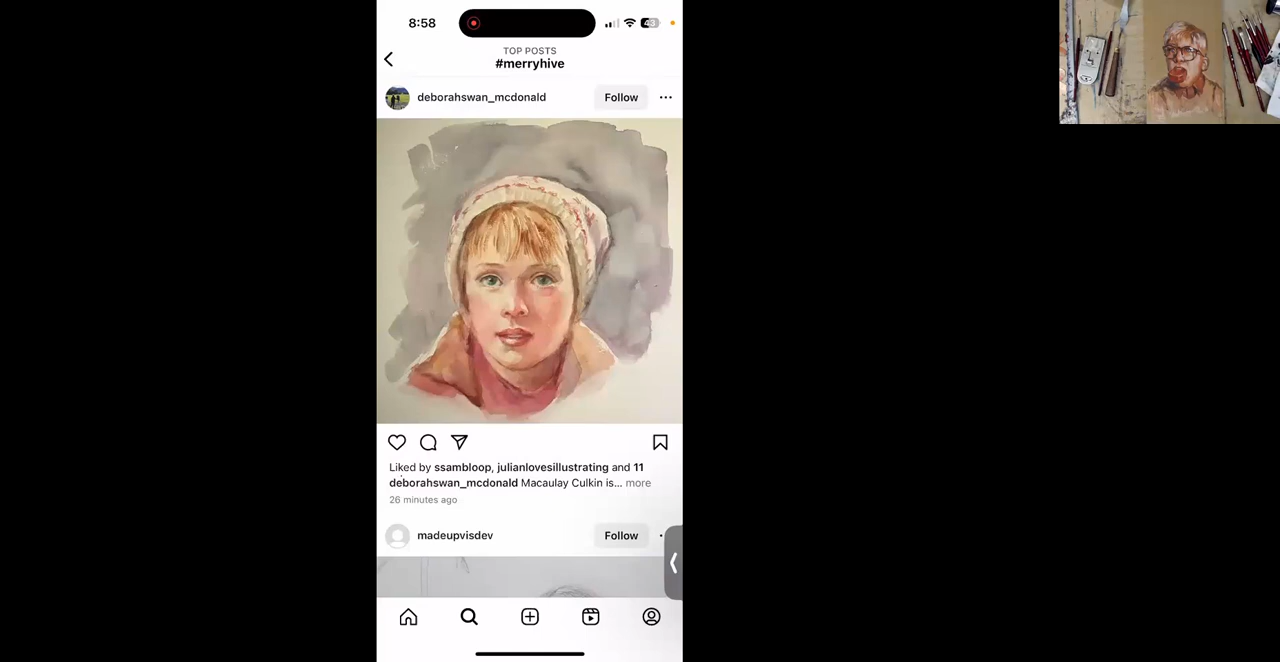 8:58
43
TOP POSTS
#merryhive
deborahswan_mcdonald
Follow
Liked by ssambloop, julianlovesillustrating and 11
deborahswan_mcdonald Macaulay Culkin is... more
26 minutes ago
madeupvisdev
Follow